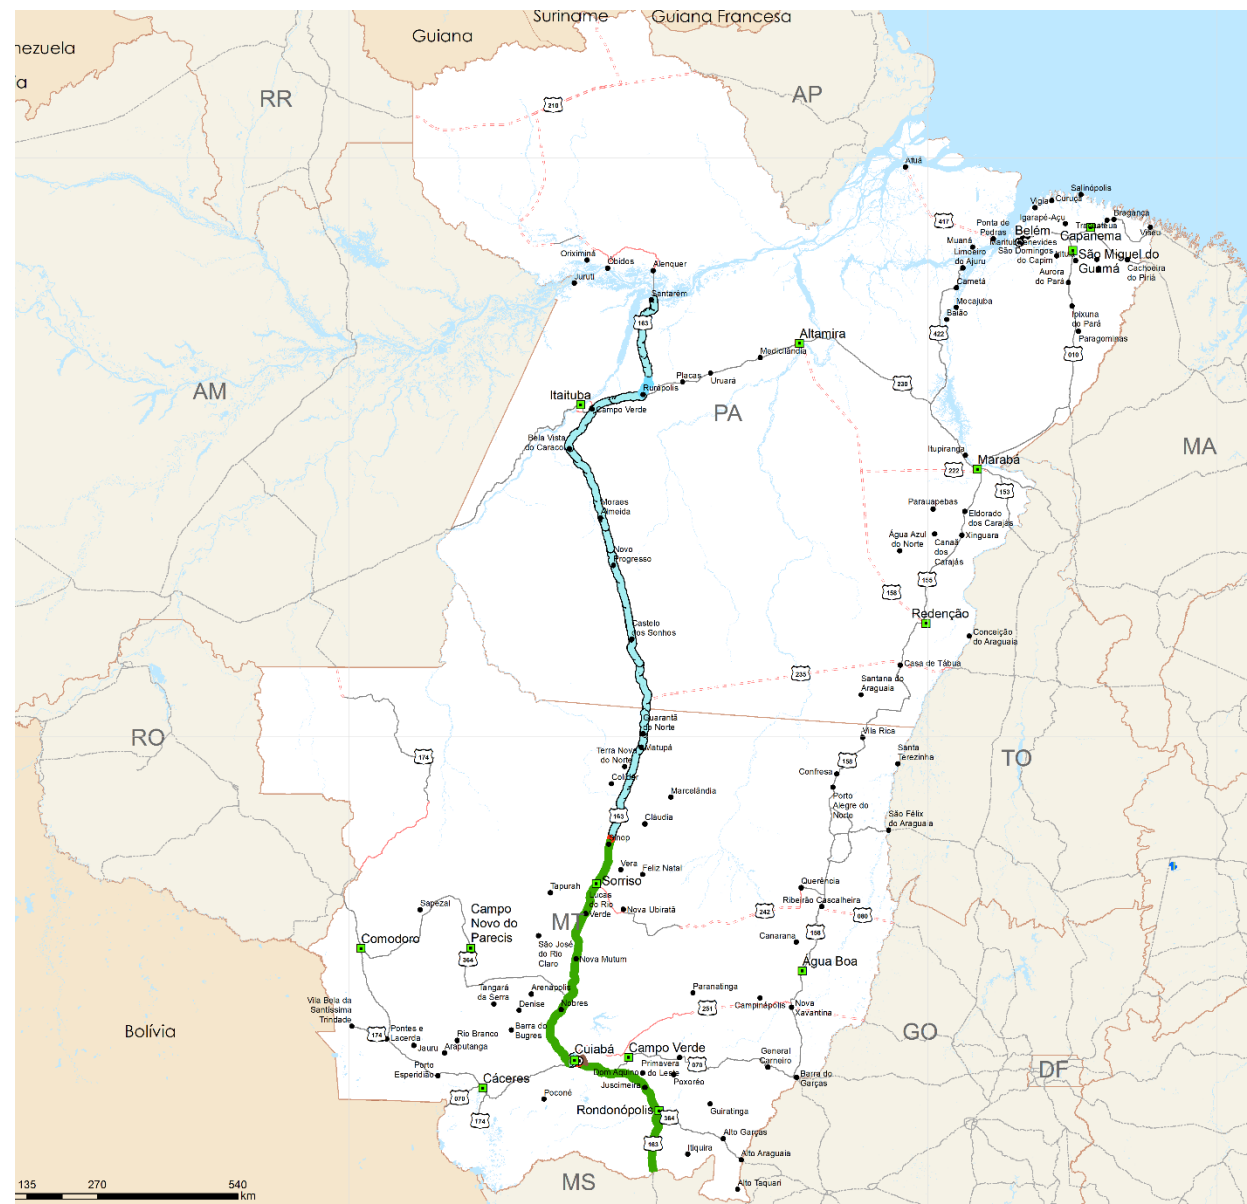 Suriname
Guiana Francesa
Guiana
nezuela
RR
AP
210
Afuá
Salinópolis
Vigia
Curuçá
Bragança
417
Ponta de
Pedras
Igarapé-Açu
Viseu
Belém
Capanema
Muaná
Limoeiro
do Ajuru
São Domingos
do Capim
São Miguel do
Guamá
Cachoeira
do Piriá
Aurora
do Pará
Cametá
Mocajuba
Baião
Ipixuna
do Pará
Paragominas
422
010
Oriximiná
Óbidos
Alenquer
Juruti
Santarém
163
Altamira
Medicilândia
Placas
Uruará
230
Rurópolis
Itaituba
Campo Verde
AM
PA
MA
Bela Vista
do Caracol
Itupiranga
Marabá
222
153
Moraes
Almeida
Parauapebas
Eldorado
dos Carajás
Água Azul
do Norte
Canaã
dos
Carajás
Xinguara
Novo
Progresso
155
158
Redenção
Castelo
dos Sonhos
Conceição
do Araguaia
Casa de Tábua
235
Santana do
Araguaia
RO
TO
Guarantã
do Norte
Matupá
Vila Rica
Santa
Terezinha
Terra Nova
do Norte
Colíder
174
158
Confresa
Marcelândia
Porto
Alegre do
Norte
163
Cláudia
São Félix
do Araguaia
Sinop
Vera
Feliz Natal
Sorriso
Tapurah
Querência
Lucas
do Rio
Verde
Nova Ubiratã
Ribeirão Cascalheira
242
080
Sapezal
Campo
Novo do
Parecis
MT
Comodoro
364
São José
do Rio
Claro
Canarana
158
Nova Mutum
Água Boa
Tangará
da Serra
Arenápolis
Denise
Nobres
Paranatinga
Campinápolis
Nova
Xavantina
251
Vila Bela da
Santíssima
Trindade
Bolívia
174
Pontes e
Lacerda
Jauru
Rio Branco
Araputanga
Barra do
Bugres
GO
DF
Porto
Esperidião
Cuiabá
Campo Verde
General
Carneiro
070
Dom Aquino
Primavera
do Leste
Poxoréo
Barra do
Garças
Juscimeira
Cáceres
070
174
Poconé
Rondonópolis
364
Guiratinga
163
Alto Garças
Itiquira
Alto Araguaia
MS
Alto Taquari
135
270
540
km